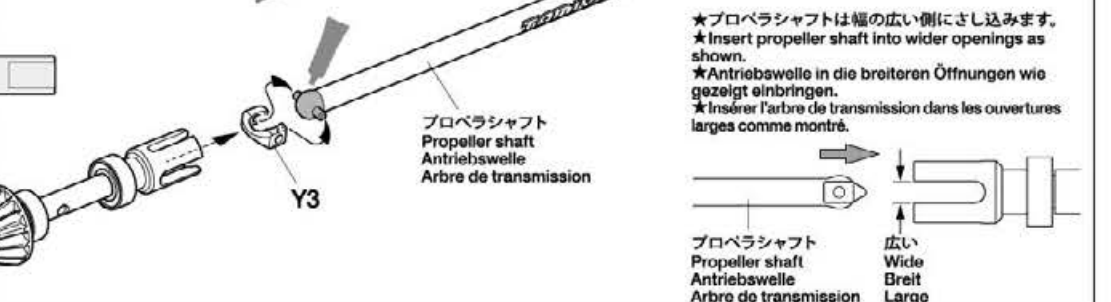 TAMIYA
プロペラシャフト
Propeller shaft
Antriebswelle
Arbre de transmission
Y3
★プロペラシャフトは幅の広い側にさし込みます。
★Insert propeller shaft into wider openings as
shown.
★Antriebswelle in die breiteren Öffnungen wie
gezeigt einbringen.
★Insérer l'arbre de transmission dans les ouvertures
larges comme montré.
プロペラシャフト
Propeller shaft
Antriebswelle
Arbre de transmission
広い
Wide
Breit
Large